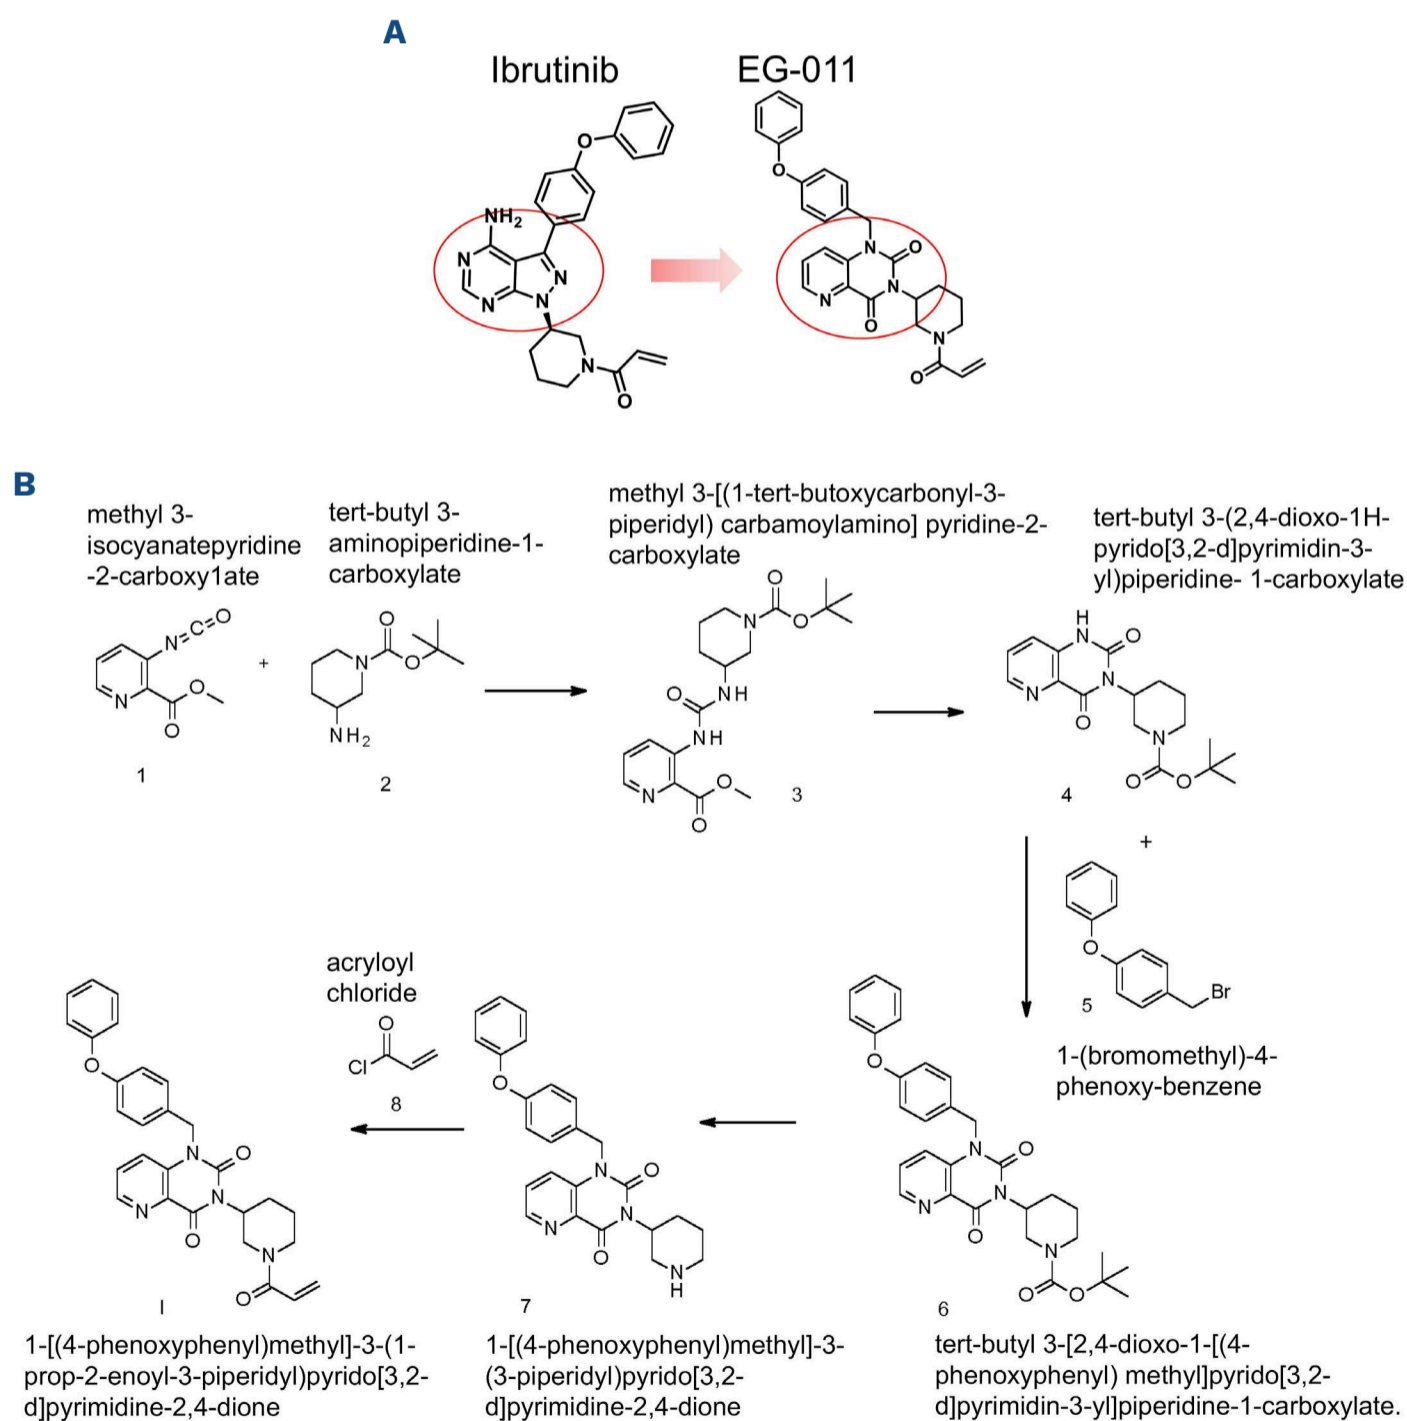 A
Ibrutinib
EG-011
O
NH2
N
N
N
N
N
O
O
N
O
N
N
O
N
O
B
methyl 3-
isocyanatepyridine
-2-carboxy1ate
N=C=O
N
O
O
1
+
tert-butyl 3-
aminopiperidine-1-
carboxylate
O
N
O
NH2
2
methyl 3-[(1-tert-butoxycarbonyl-3-
piperidyl) carbamoylamino] pyridine-2-
carboxylate
O
N
O
O
NH
NH
N
O
O
3
tert-butyl 3-(2,4-dioxo-1H-
pyrido[3,2-d]pyrimidin-3-
yl)piperidine- 1-carboxylate
H
N
O
N
N
O
N
O
O
4
+
O
Br
5
1-(bromomethyl)-4-
phenoxy-benzene
O
N
O
N
N
O
N
O
O
6
tert-butyl 3-[2,4-dioxo-1-[(4-
phenoxyphenyl) methyl]pyrido[3,2-
d]pyrimidin-3-yl]piperidine-1-carboxylate.
O
N
O
N
N
O
N
H
7
1-[(4-phenoxyphenyl)methyl]-3-
(3-piperidyl)pyrido[3,2-
d]pyrimidine-2,4-dione
acryloyl
chloride
O
Cl
8
O
N
O
N
N
O
N
O
I
1-[(4-phenoxyphenyl)methyl]-3-(1-
prop-2-enoyl-3-piperidyl)pyrido[3,2-
d]pyrimidine-2,4-dione